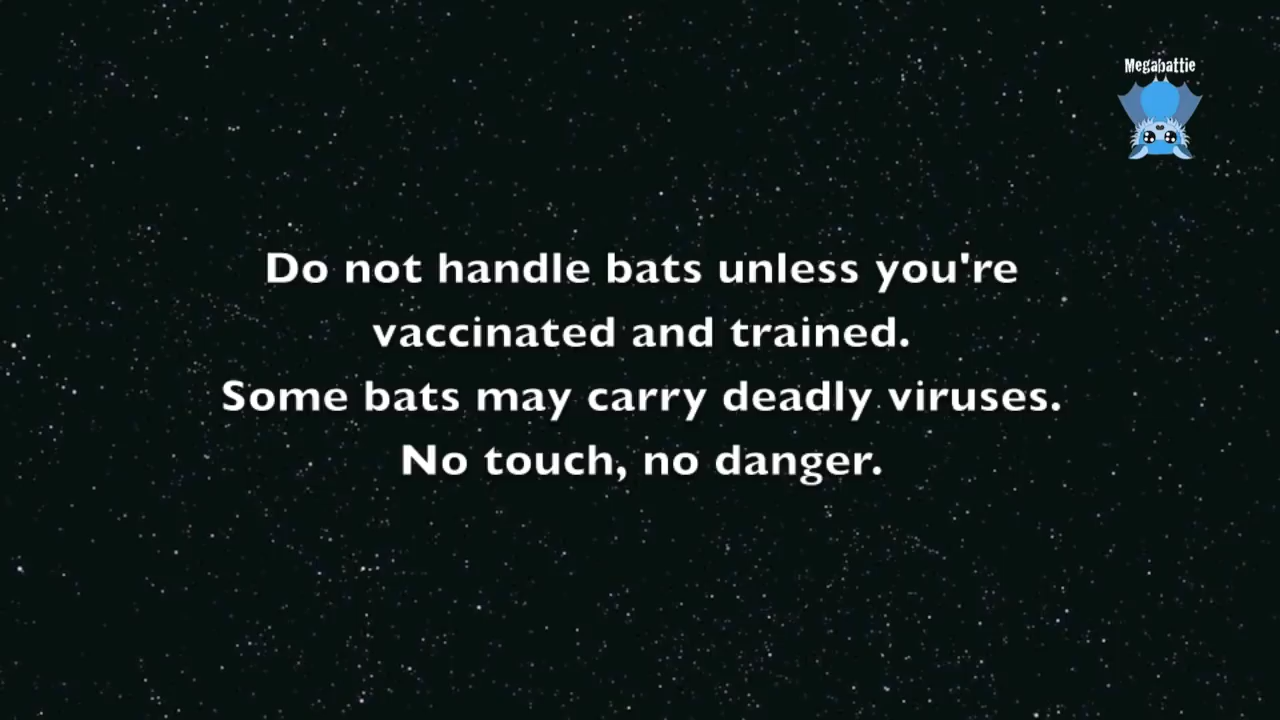 Megabattie
Do not handle bats unless you're
vaccinated and trained.
Some bats may carry deadly viruses.
No touch, no danger.